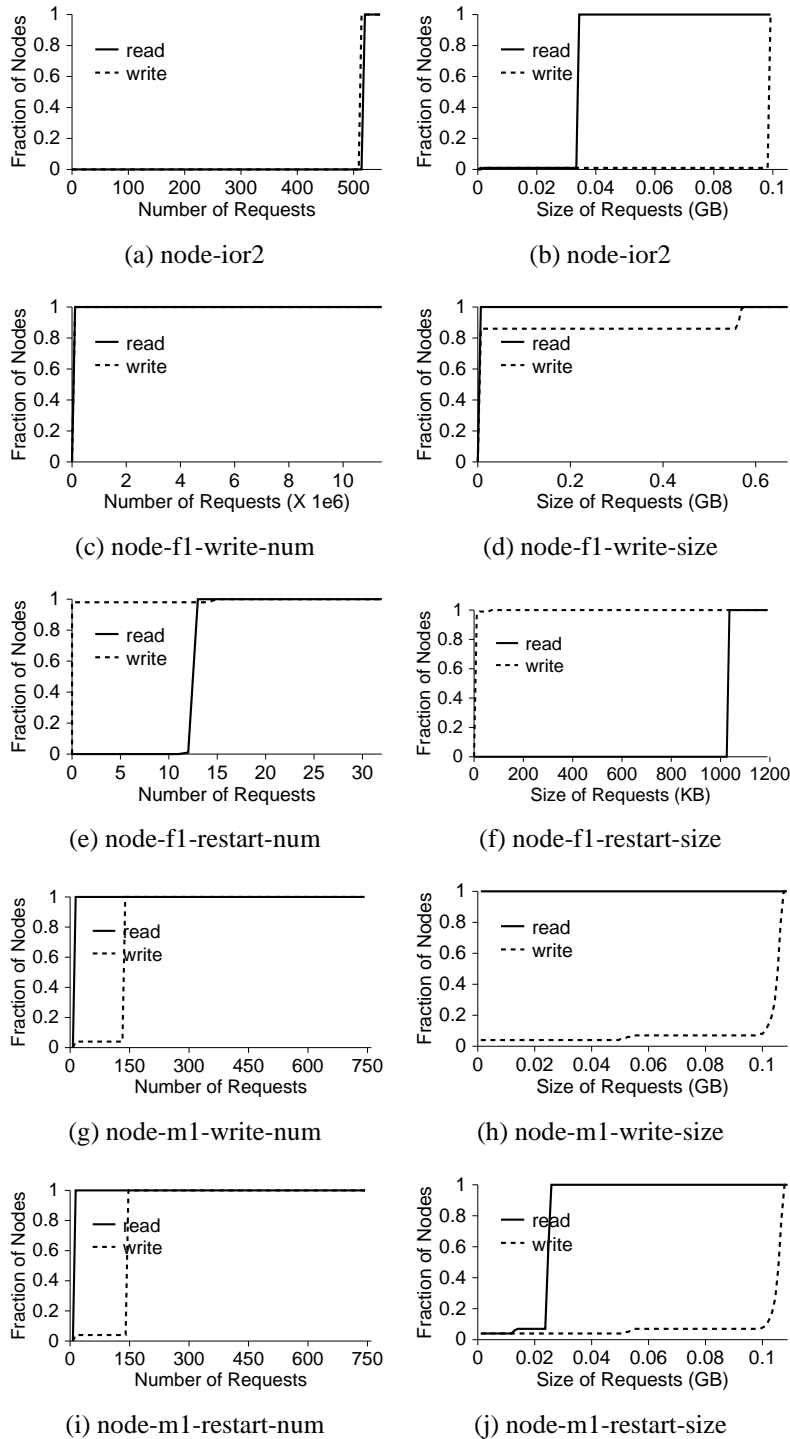 Fraction of Nodes
1
0.8
0.6
0.4
0.2
0
read
write
0 100 200 300 400 500
Number of Requests
(a) node-ior2
Fraction of Nodes
1
0.8
0.6
0.4
0.2
0
read
write
0 0.02 0.04 0.06 0.08 0.1
Size of Requests (GB)
(b) node-ior2
Fraction of Nodes
1
0.8
0.6
0.4
0.2
0
read
write
0 2 4 6 8 10
Number of Requests (X 1e6)
(c) node-f1-write-num
Fraction of Nodes
1
0.8
0.6
0.4
0.2
0
read
write
0 0.2 0.4 0.6
Size of Requests (GB)
(d) node-f1-write-size
Fraction of Nodes
1
0.8
0.6
0.4
0.2
0
read
write
0 5 10 15 20 25 30
Number of Requests
(e) node-f1-restart-num
Fraction of Nodes
1
0.8
0.6
0.4
0.2
0
read
write
0 200 400 600 800 1000 1200
Size of Requests (KB)
(f) node-f1-restart-size
Fraction of Nodes
1
0.8
0.6
0.4
0.2
0
read
write
0 150 300 450 600 750
Number of Requests
(g) node-m1-write-num
Fraction of Nodes
1
0.8
0.6
0.4
0.2
0
read
write
0 0.02 0.04 0.06 0.08 0.1
Size of Requests (GB)
(h) node-m1-write-size
Fraction of Nodes
1
0.8
0.6
0.4
0.2
0
read
write
0 150 300 450 600 750
Number of Requests
(i) node-m1-restart-num
Fraction of Nodes
1
0.8
0.6
0.4
0.2
0
read
write
0 0.02 0.04 0.06 0.08 0.1
Size of Requests (GB)
(j) node-m1-restart-size